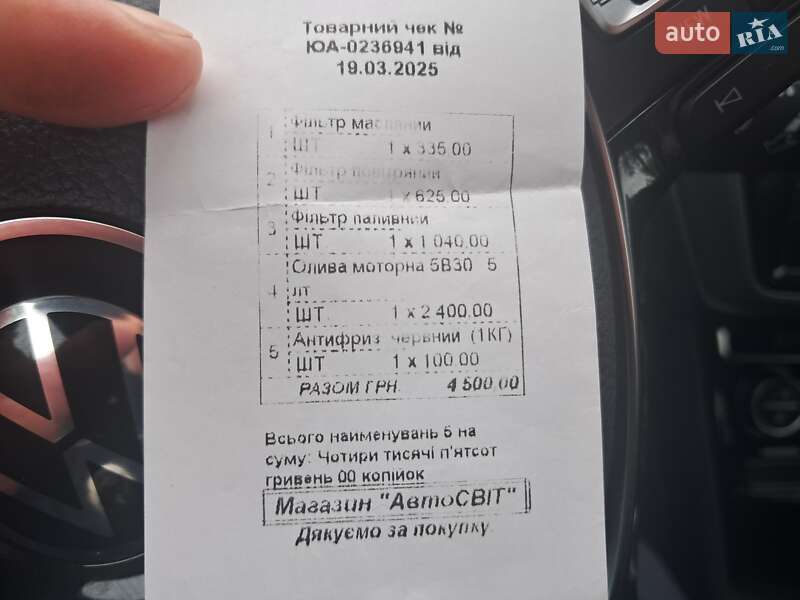 auto RIA
Товарний чек №
ЮА-0236941 від
19.03.2025
1 Фільтр масляний
ШТ 1 x 335.00
2 Фільтр повітряний
ШТ 1 x 625.00
3 Фільтр паливний
ШТ 1 x 1 040.00
Олива моторна 5В30 5
4 лт
ШТ. 1 x 2 400.00
5 Антифриз червний (1КГ)
ШТ 1 x 100.00
РАЗОМ ГРН. 4 500.00
Всього найменувань 5 на
суму: Чотири тисячі п'ятсот
гривень 00 копійок
Магазин "АвтоСВІТ"
Дякуємо за покупку.